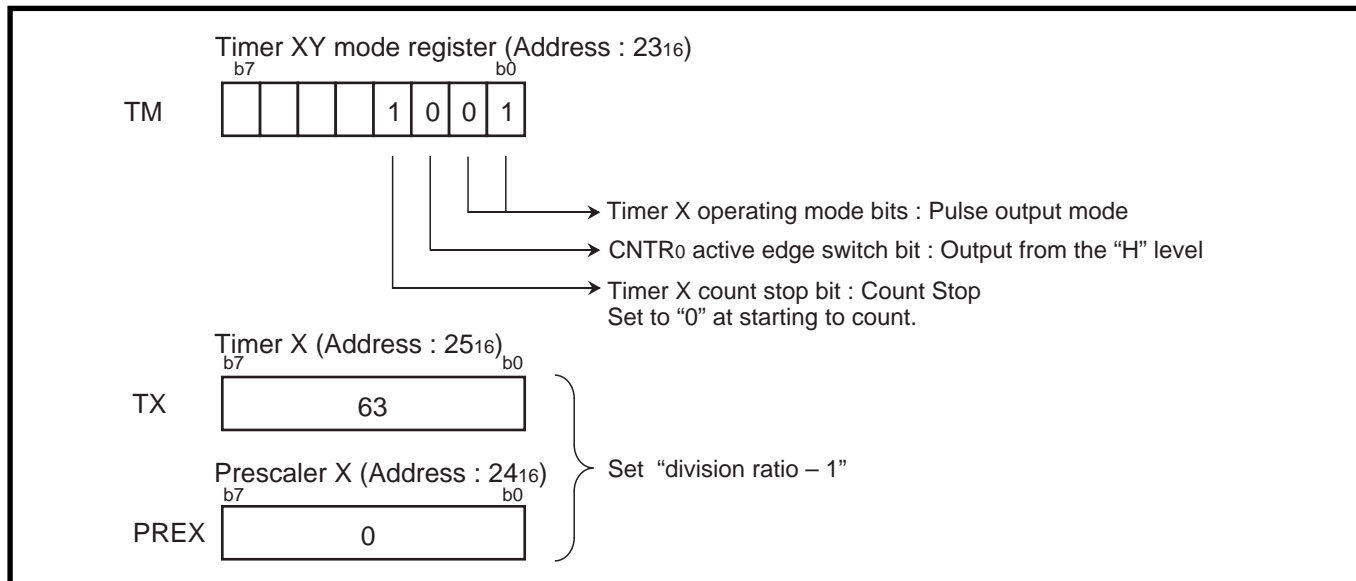 Timer XY mode register (Address : 2316)
b7 b0
TM 1 0 0 1
Timer X operating mode bits : Pulse output mode
CNTR0 active edge switch bit : Output from the “H” level
Timer X count stop bit : Count Stop
Set to “0” at starting to count.
Timer X (Address : 2516)
b7 b0
TX 63
Set “division ratio – 1”
Prescaler X (Address : 2416)
b7 b0
PREX 0